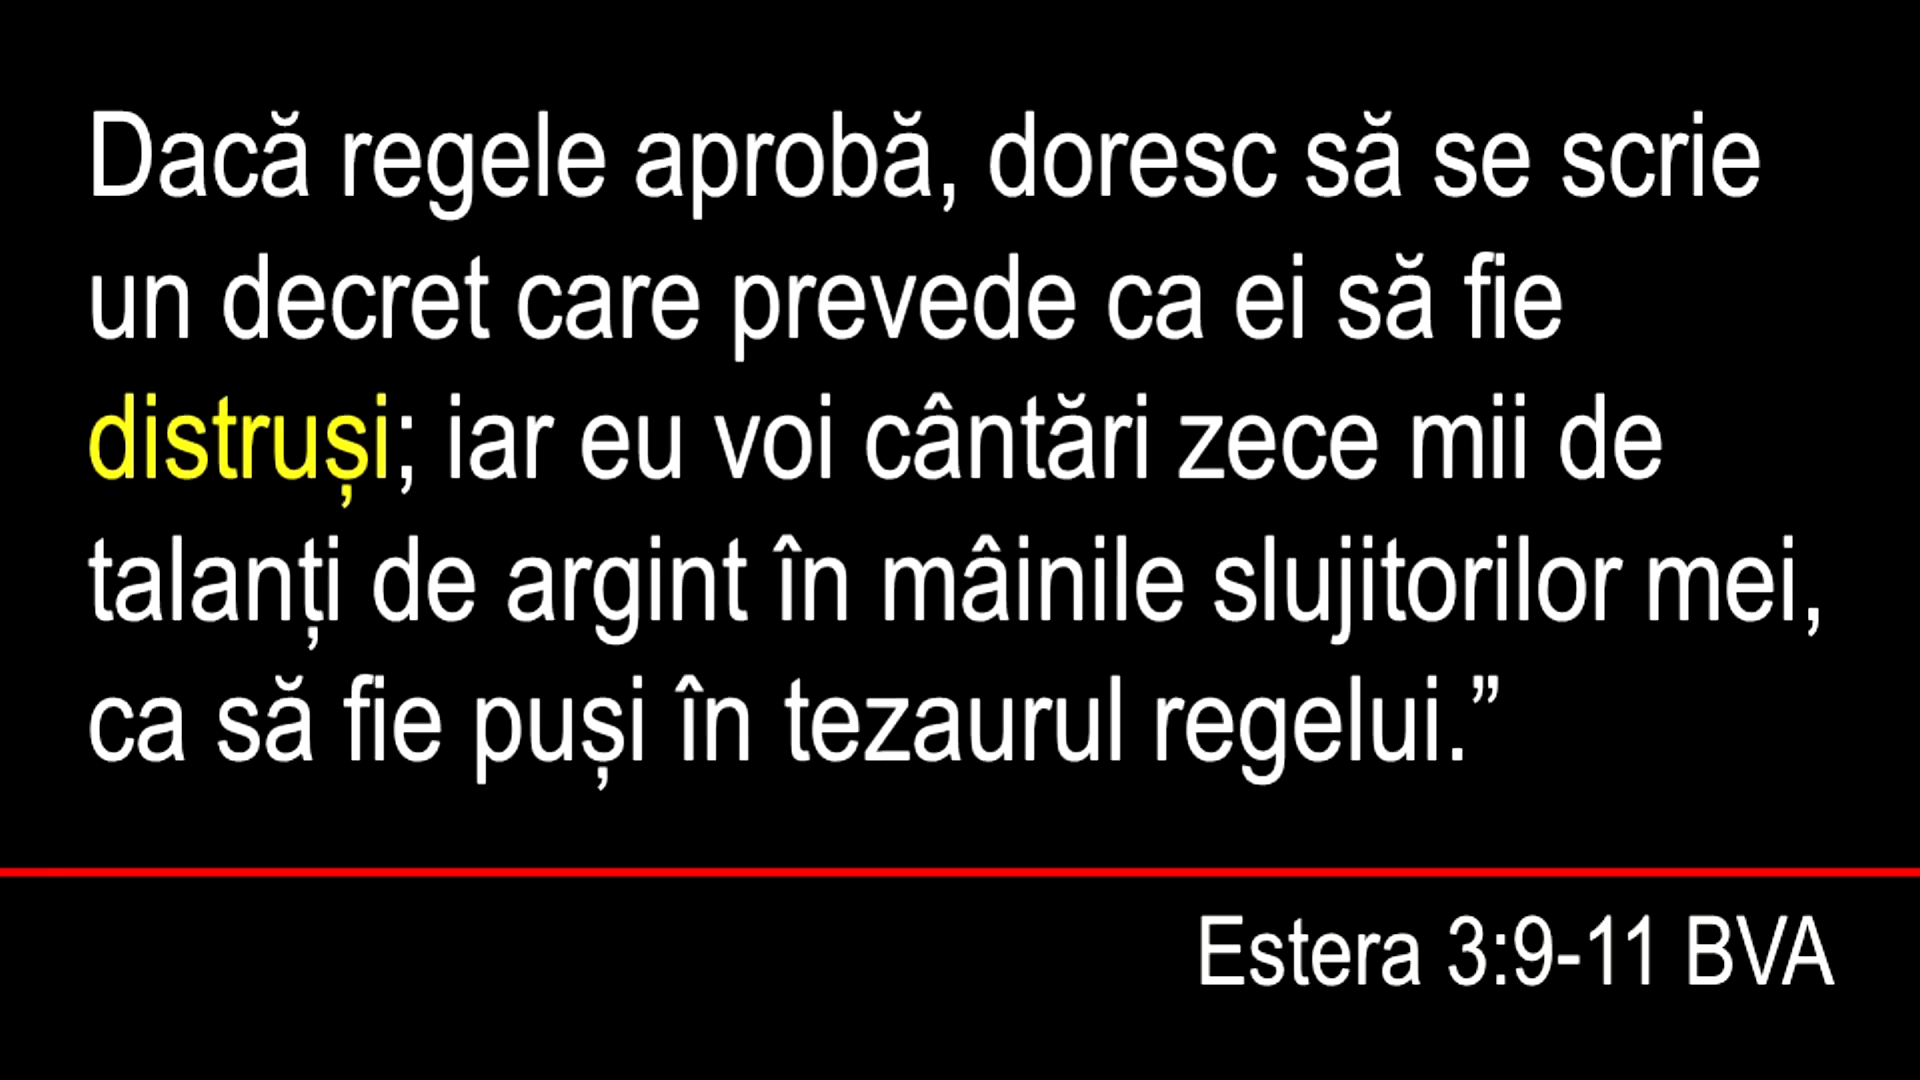 Dacă regele aprobă, doresc să se scrie
un decret care prevede ca ei să fie
distruși; iar eu voi cântări zece mii de
talanți de argint în mâinile slujitorilor mei,
ca să fie puși în tezaurul regelui.”
Estera 3:9-11 BVA